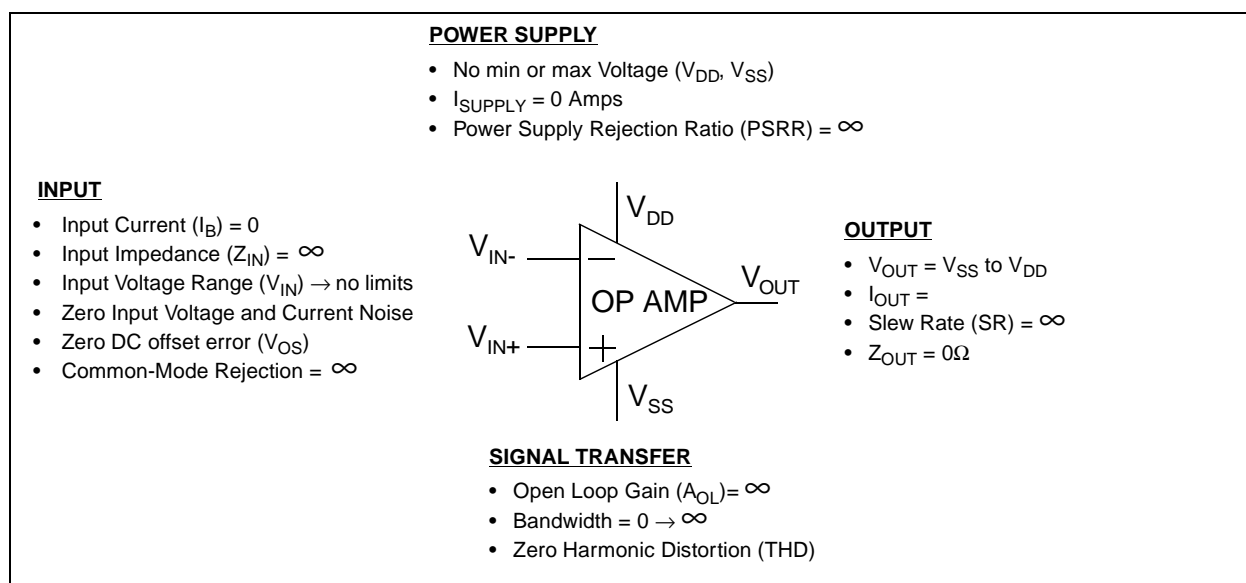 POWER SUPPLY
• No min or max Voltage (VDD, VSS)
• ISUPPLY = 0 Amps
• Power Supply Rejection Ratio (PSRR) = ∞
INPUT
• Input Current (IB) = 0
• Input Impedance (ZIN) = ∞
• Input Voltage Range (VIN) → no limits
• Zero Input Voltage and Current Noise
• Zero DC offset error (VOS)
• Common-Mode Rejection = ∞
VDD
VIN-
−
OP AMP
VOUT
VIN+
+
VSS
OUTPUT
• VOUT = VSS to VDD
• IOUT =
• Slew Rate (SR) = ∞
• ZOUT = 0Ω
SIGNAL TRANSFER
• Open Loop Gain (AOL)= ∞
• Bandwidth = 0 → ∞
• Zero Harmonic Distortion (THD)